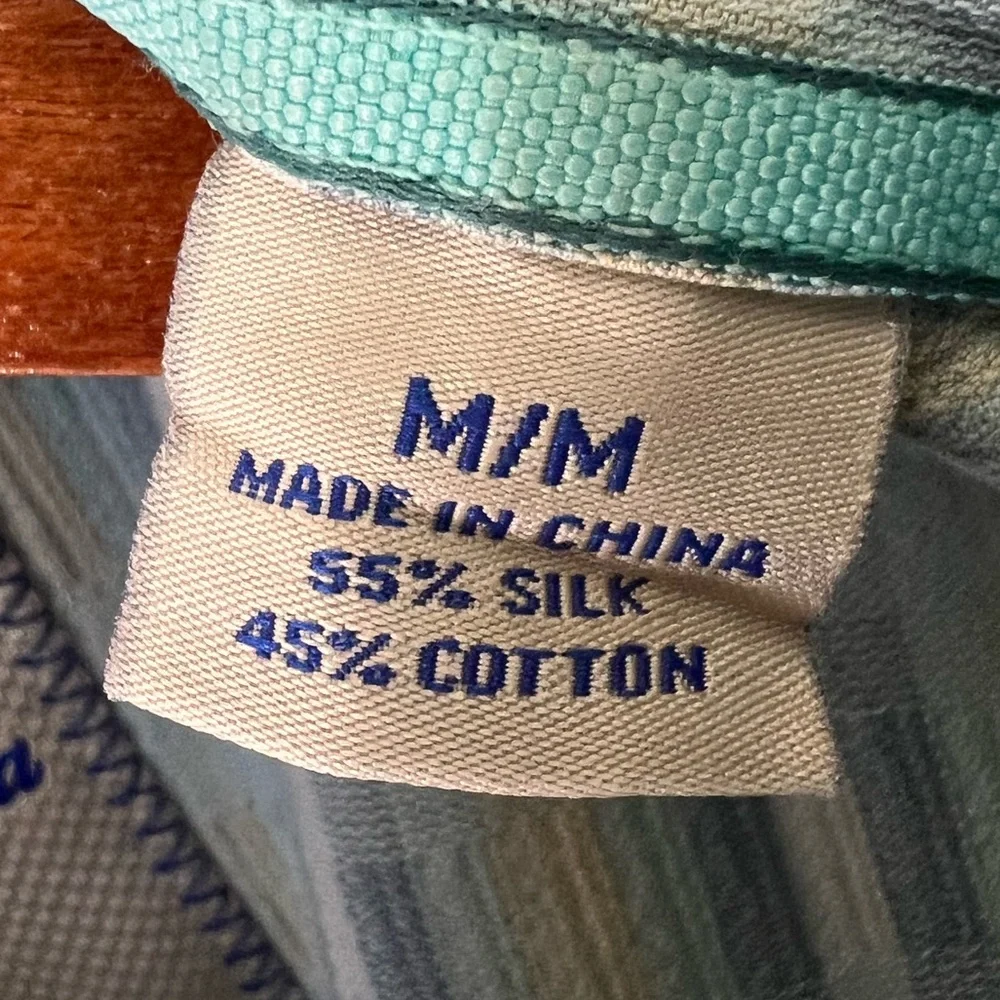 M/M
MADE IN CHINA
55% SILK
45% COTTON